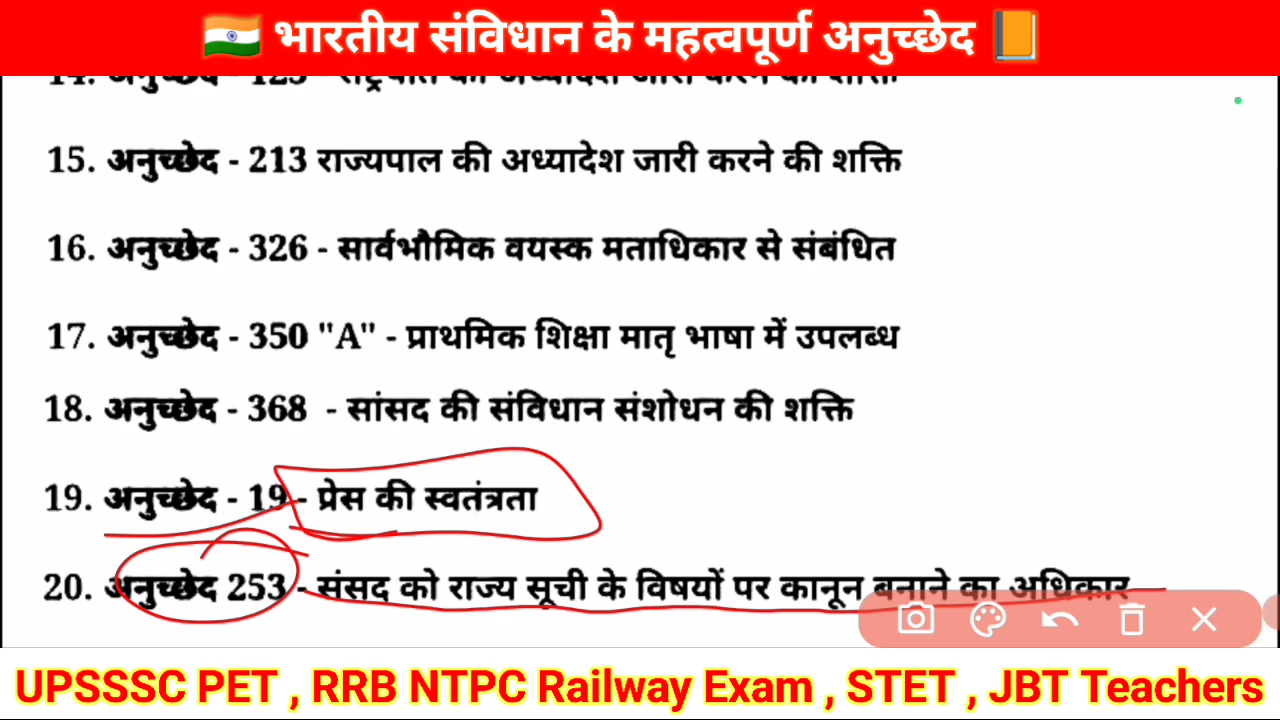 भारतीय संविधान के महत्वपूर्ण अनुच्छेद
15. अनुच्छेद - 213 राज्यपाल की अध्यादेश जारी करने की शक्ति
16. अनुच्छेद - 326 - सार्वभौमिक वयस्क मताधिकार से संबंधित
17. अनुच्छेद - 350 "A" - प्राथमिक शिक्षा मातृ भाषा में उपलब्ध
18. अनुच्छेद - 368 - सांसद की संविधान संशोधन की शक्ति
19. अनुच्छेद - 19 - प्रेस की स्वतंत्रता
20. अनुच्छेद 253 - संसद को राज्य सूची के विषयों पर कानून बनाने का अधिकार
UPSSSC PET , RRB NTPC Railway Exam , STET , JBT Teachers